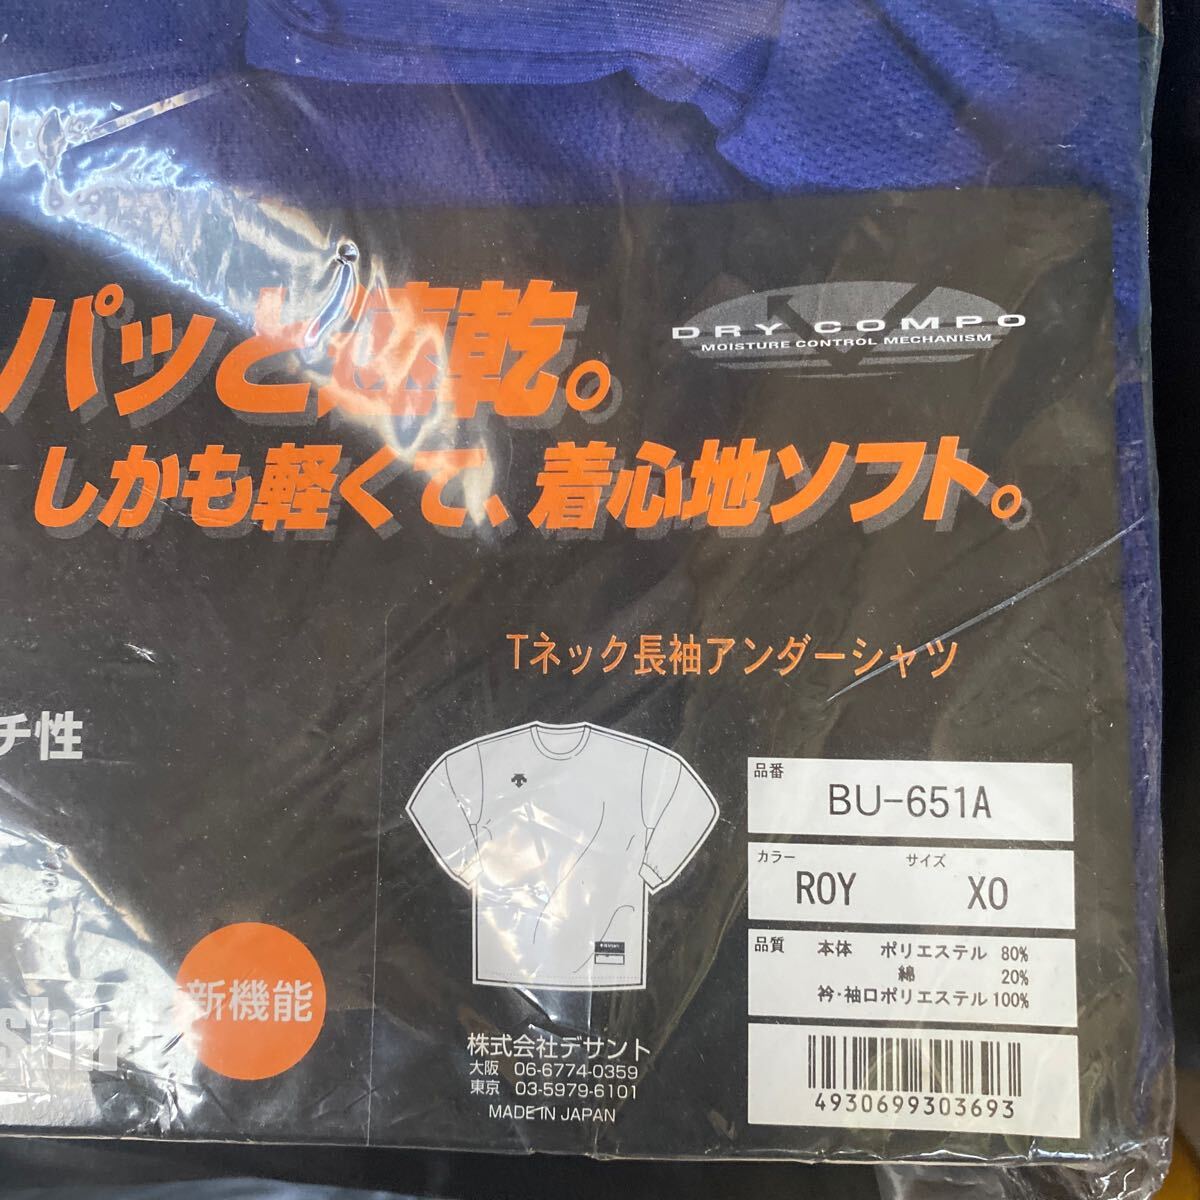 パッと速乾。
DRY COMPO
MOISTURE CONTROL MECHANISM
しかも軽くて、着心地ソフト。
Tネック長袖アンダーシャツ
チ性
品番
BU-651A
カラー サイズ
ROY XO
品質 本体 ポリエステル 80%
綿 20%
衿・袖口ポリエステル100%
4930699303693
新機能
株式会社デサント
大阪 06-6774-0359
東京 03-5979-6101
MADE IN JAPAN